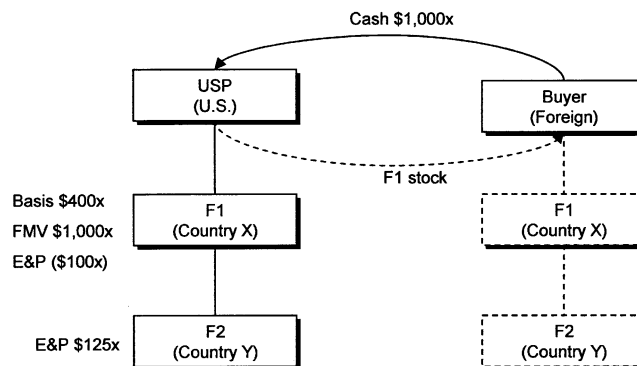 Cash $1,000x
USP
(U.S.)
Buyer
(Foreign)
F1 stock
Basis $400x
FMV $1,000x
E&P ($100x)
F1
(Country X)
F1
(Country X)
E&P $125x
F2
(Country Y)
F2
(Country Y)